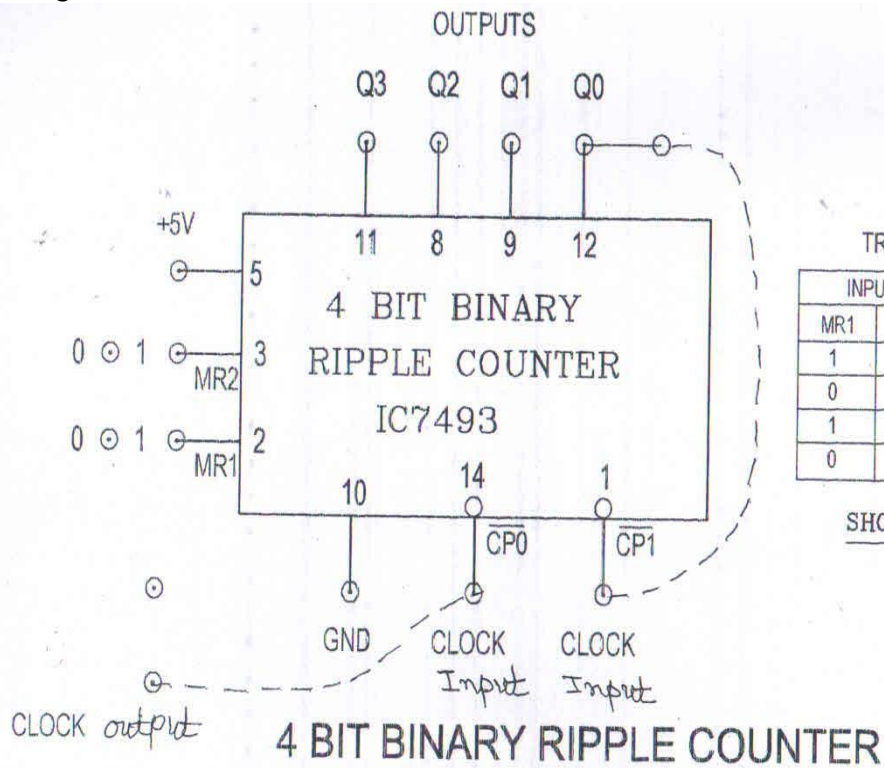 OUTPUTS
Q3 Q2 Q1 Q0
+5V
11 8 9 12
5
4 BIT BINARY
0 1 3
MR2
RIPPLE COUNTER
IC7493
0 1 2
MR1
10 14 1
CP0 CP1
GND CLOCK CLOCK
Input Input
CLOCK output
4 BIT BINARY RIPPLE COUNTER
TR
INPU
MR1
1
0
1
0
SHO